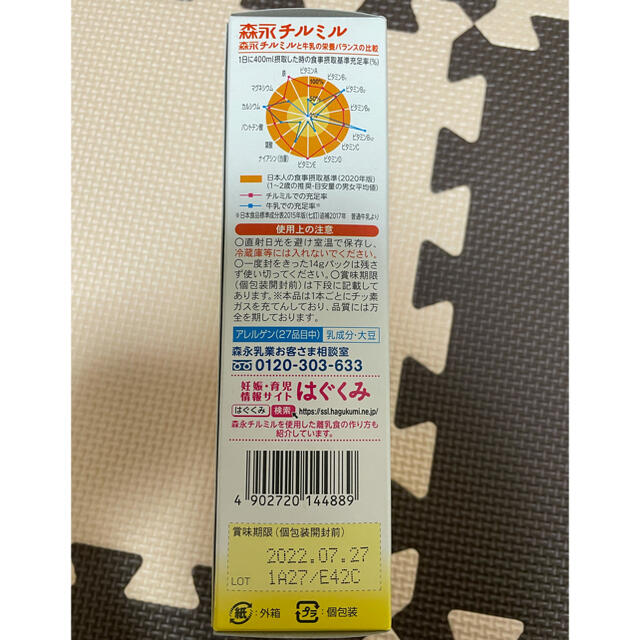 森永チルミル
森永チルミルと牛乳の栄養バランスの比較
1日に400ml摂取した時の食事摂取基準充足率(%)
ビタミンA
ビタミンB₁
ビタミンB₂
ビタミンB₆
ビタミンB₁₂
ビタミンC
ビタミンD
ビタミンE
ナイアシン(当量)
葉酸
パントテン酸
カルシウム
マグネシウム
鉄
100%
50%
日本人の食事摂取基準(2020年版)
(1〜2歳の推奨・目安量の男女平均値)
チルミルでの充足率
牛乳での充足率※
※日本食品標準成分表2015年版(七訂)追補2017年 普通牛乳より
使用上の注意
○直射日光を避け室温で保存し、
冷蔵庫等には入れないでください。
○一度封をきった14gパックは残さ
ず使い切ってください。○賞味期限
(個包装開封前)は下段に記載して
あります。※本品は1本ごとにチッ素
ガスを充てんしており、品質には万
全を期しております。
アレルゲン(27品目中) 乳成分・大豆
森永乳業お客さま相談室
0120-303-633
妊娠・育児
情報サイト はぐくみ
はぐくみ 検索 https://ssl.hagukumi.ne.jp/
森永チルミルを使用した離乳食の作り方も
紹介しています。
4 902720 144889
賞味期限(個包装開封前)
2022.07.27
LOT 1A27/E42C
紙:外箱 プラ:個包装